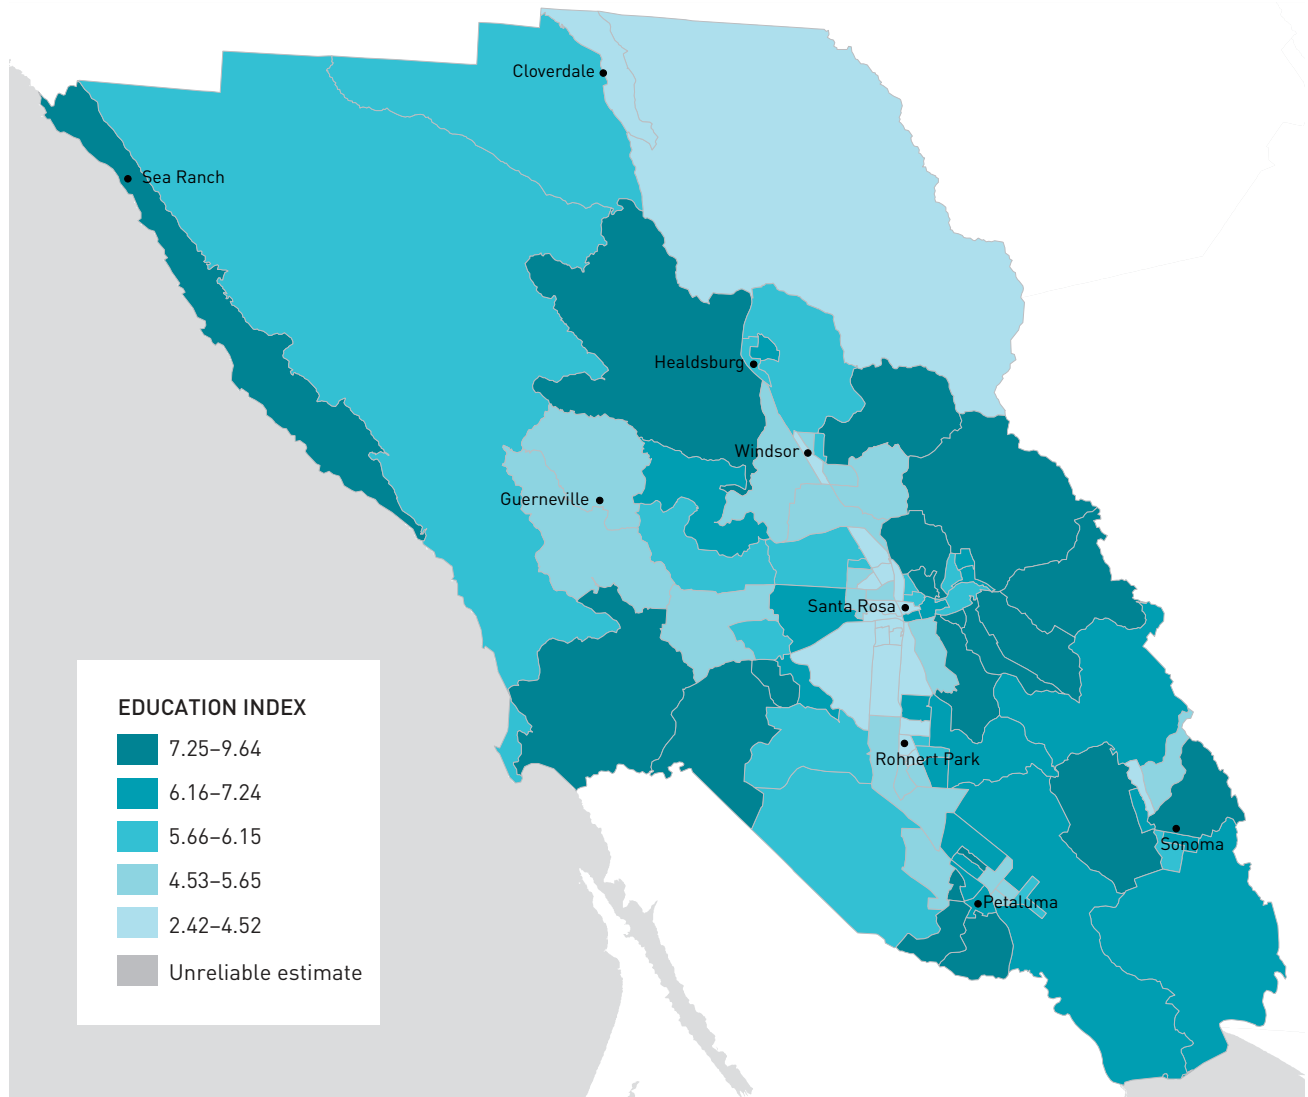 Cloverdale
Sea Ranch
Healdsburg
Windsor
Guerneville
Santa Rosa
Rohnert Park
Sonoma
Petaluma
EDUCATION INDEX
7.25–9.64
6.16–7.24
5.66–6.15
4.53–5.65
2.42–4.52
Unreliable estimate